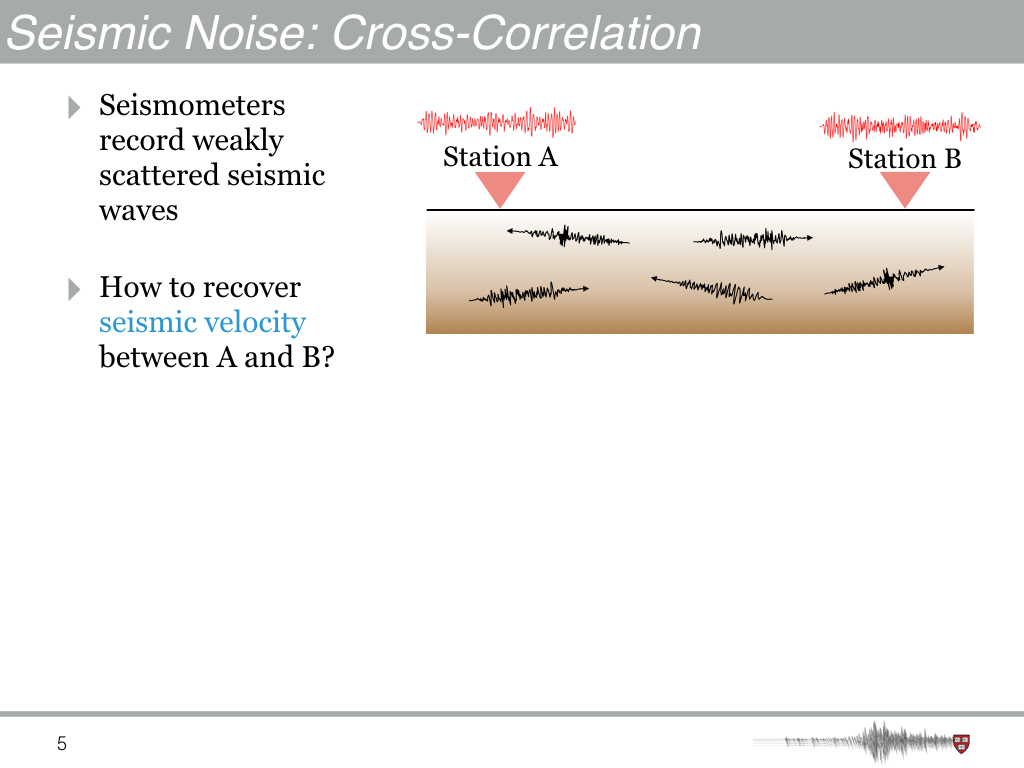 Seismic Noise: Cross-Correlation
Seismometers
record weakly
scattered seismic
waves
How to recover
seismic velocity
between A and B?
Station A
Station B
5